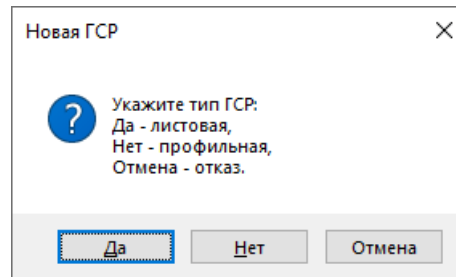 Новая ГСР
Укажите тип ГСР:
Да - листовая,
Нет - профильная,
Отмена - отказ.
Да
Нет
Отмена